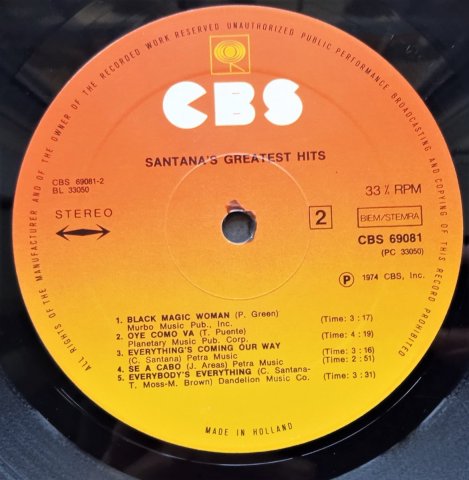 ALL RIGHTS OF THE MANUFACTURER AND OF THE OWNER OF THE RECORDED WORK RESERVED UNAUTHORIZED PUBLIC PERFORMANCE BROADCASTING AND COPYING OF THIS RECORD PROHIBITED
CBS
SANTANA'S GREATEST HITS
CBS 69081-2
BL 33050
STEREO
2
33⅓ RPM
BIEM/STEMRA
CBS 69081
(PC 33050)
P 1974 CBS, Inc.
1. BLACK MAGIC WOMAN (P. Green) (Time: 3 : 17)
Murbo Music Pub., Inc.
2. OYE COMO VA (T. Puente) (Time: 4 : 19)
Planetary Music Pub. Corp.
3. EVERYTHING'S COMING OUR WAY (Time: 3 : 16)
(C. Santana) Petra Music
4. SE A CABO (J. Areas) Petra Music (Time: 2 : 51)
5. EVERYBODY'S EVERYTHING (C. Santana-
T. Moss-M. Brown) Dandelion Music Co. (Time: 3 : 31)
MADE IN HOLLAND